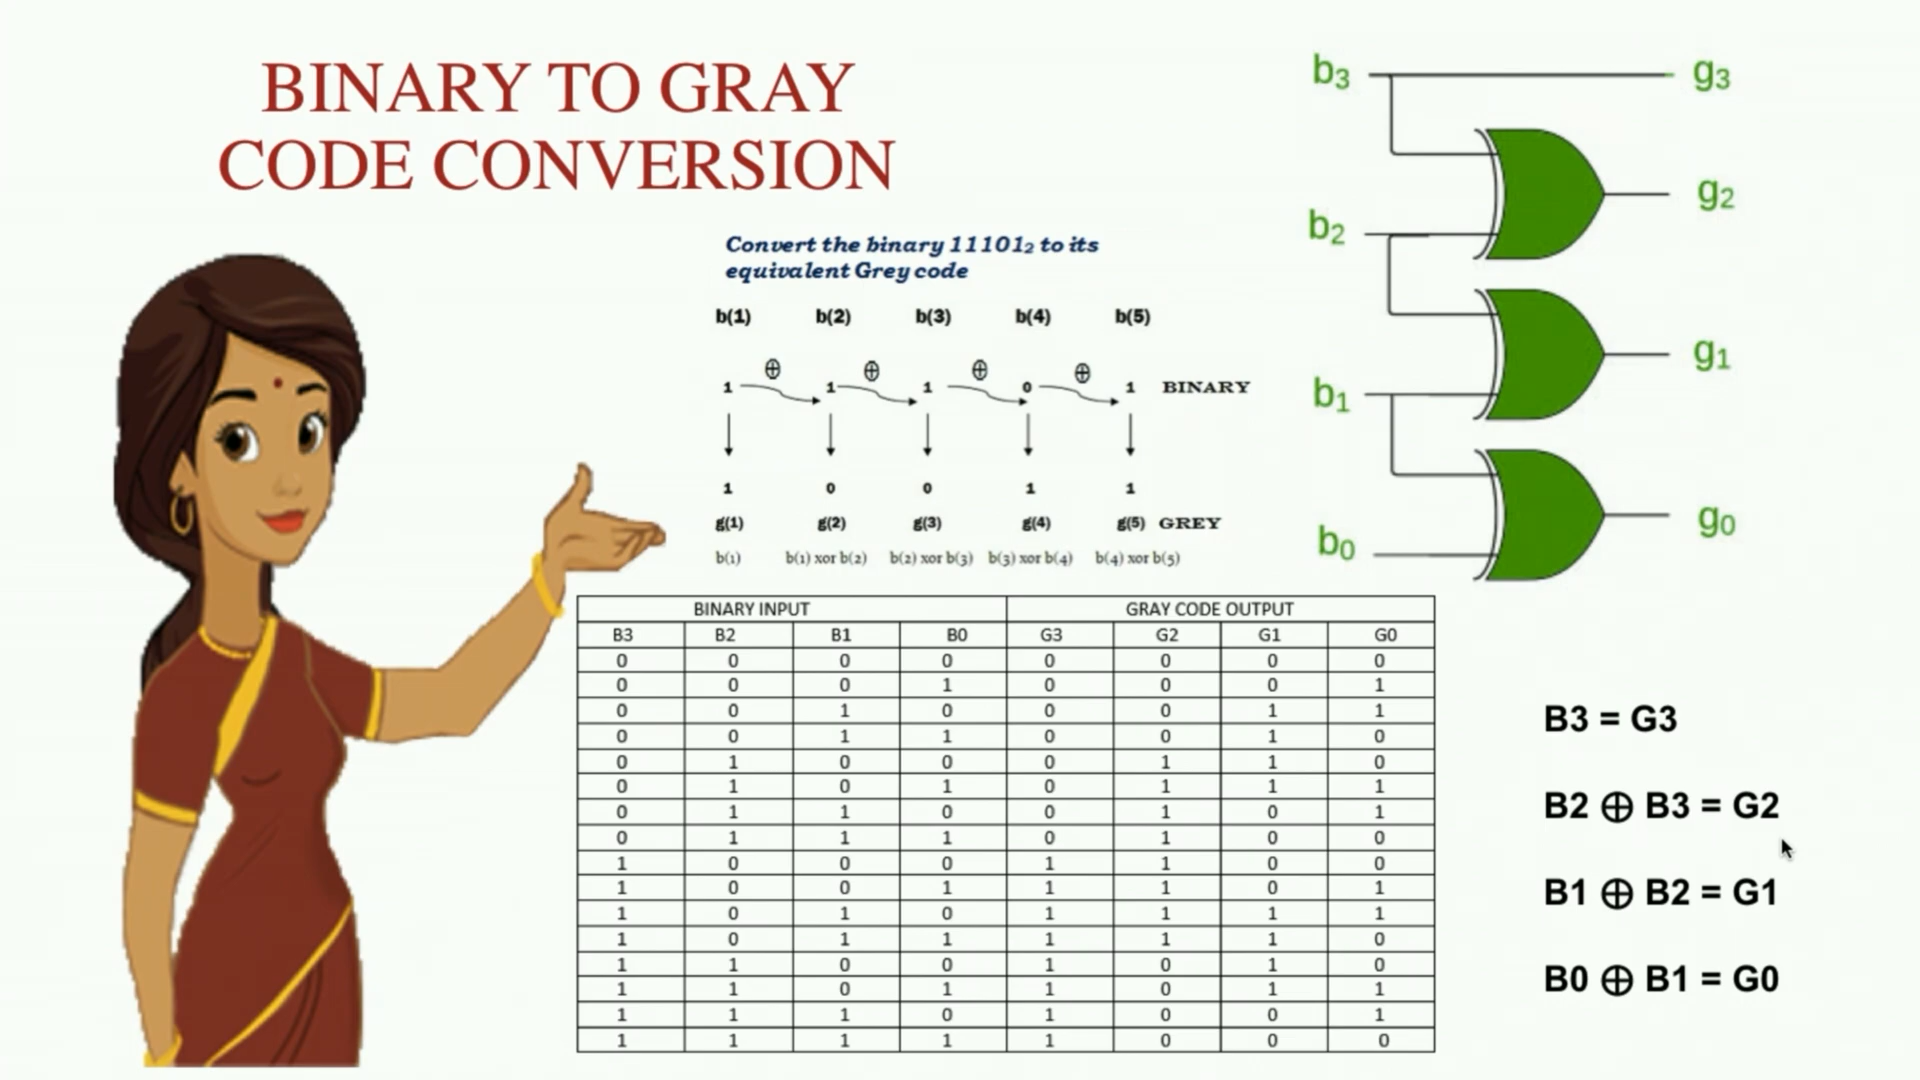 BINARY TO GRAY
CODE CONVERSION
Convert the binary 11101₂ to its
equivalent Grey code
b(1) b(2) b(3) b(4) b(5)
⊕ ⊕ ⊕ ⊕
1 1 1 0 1 BINARY
1 0 0 1 1
g(1) g(2) g(3) g(4) g(5) GREY
b(1) b(1) xor b(2) b(2) xor b(3) b(3) xor b(4) b(4) xor b(5)
b3 g3
g2
b2
g1
b1
g0
b0
BINARY INPUT GRAY CODE OUTPUT
B3 B2 B1 B0 G3 G2 G1 G0
0 0 0 0 0 0 0 0
0 0 0 1 0 0 0 1
0 0 1 0 0 0 1 1
0 0 1 1 0 0 1 0
0 1 0 0 0 1 1 0
0 1 0 1 0 1 1 1
0 1 1 0 0 1 0 1
0 1 1 1 0 1 0 0
1 0 0 0 1 1 0 0
1 0 0 1 1 1 0 1
1 0 1 0 1 1 1 1
1 0 1 1 1 1 1 0
1 1 0 0 1 0 1 0
1 1 0 1 1 0 1 1
1 1 1 0 1 0 0 1
1 1 1 1 1 0 0 0
B3 = G3
B2 ⊕ B3 = G2
B1 ⊕ B2 = G1
B0 ⊕ B1 = G0